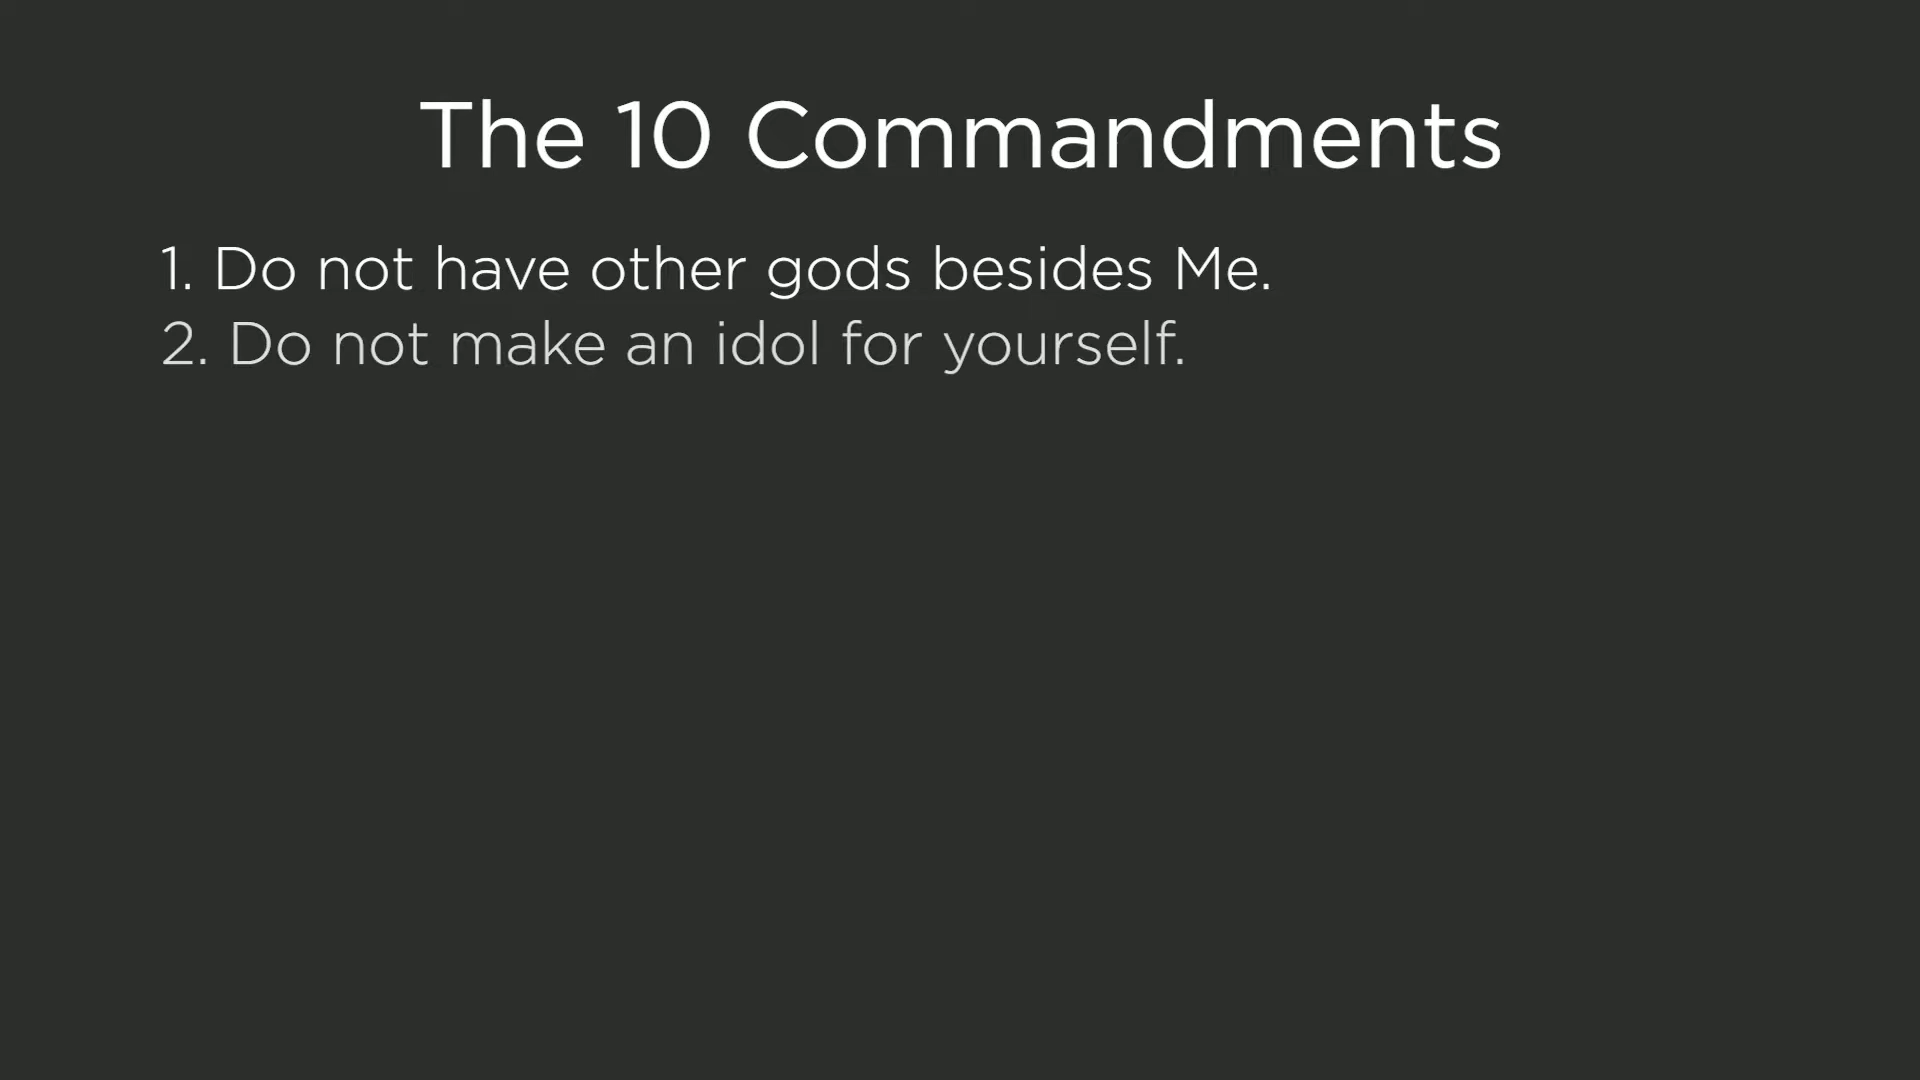 The 10 Commandments
1. Do not have other gods besides Me.
2. Do not make an idol for yourself.